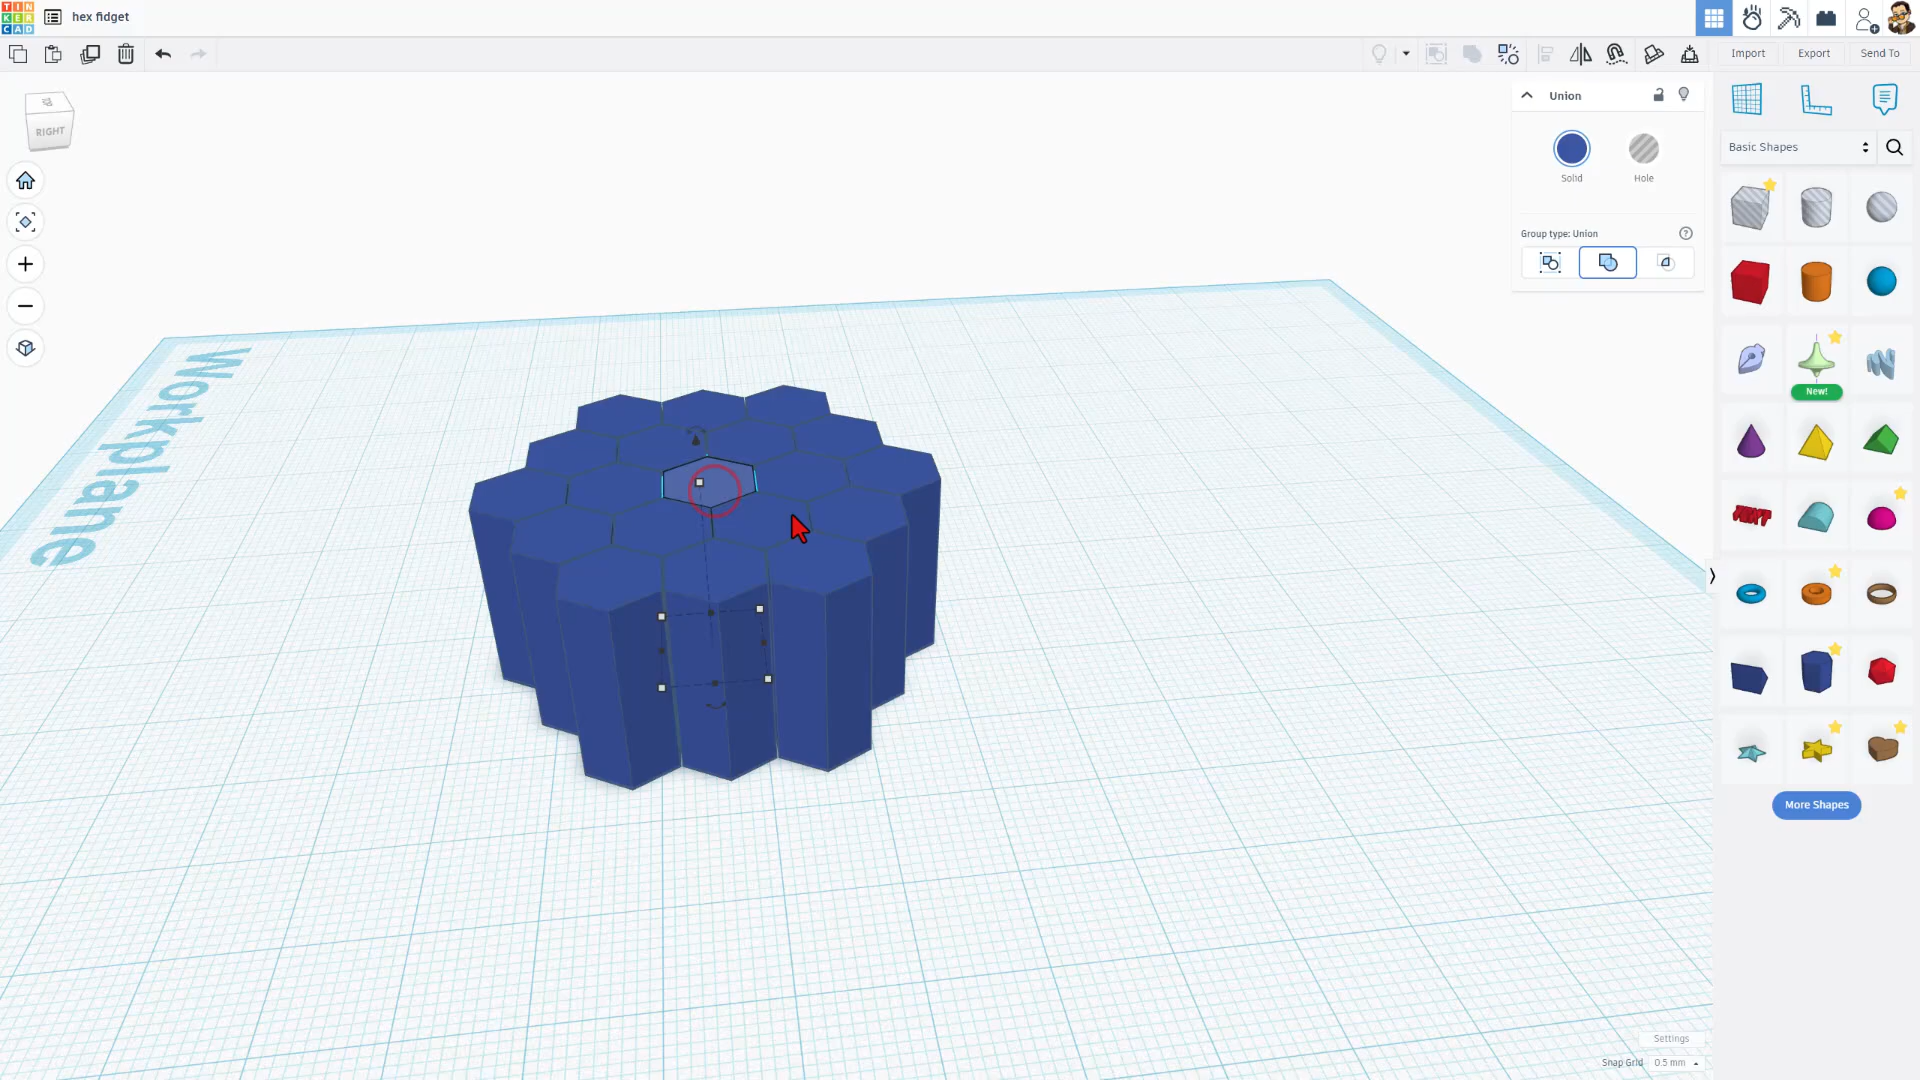 TIN
KER
CAD
hex fidget
Import
Export
Send To
RIGHT
Workplane
Union
Solid
Hole
Group type: Union
?
Basic Shapes
New!
TEXT
More Shapes
Settings
Snap Grid 0.5 mm